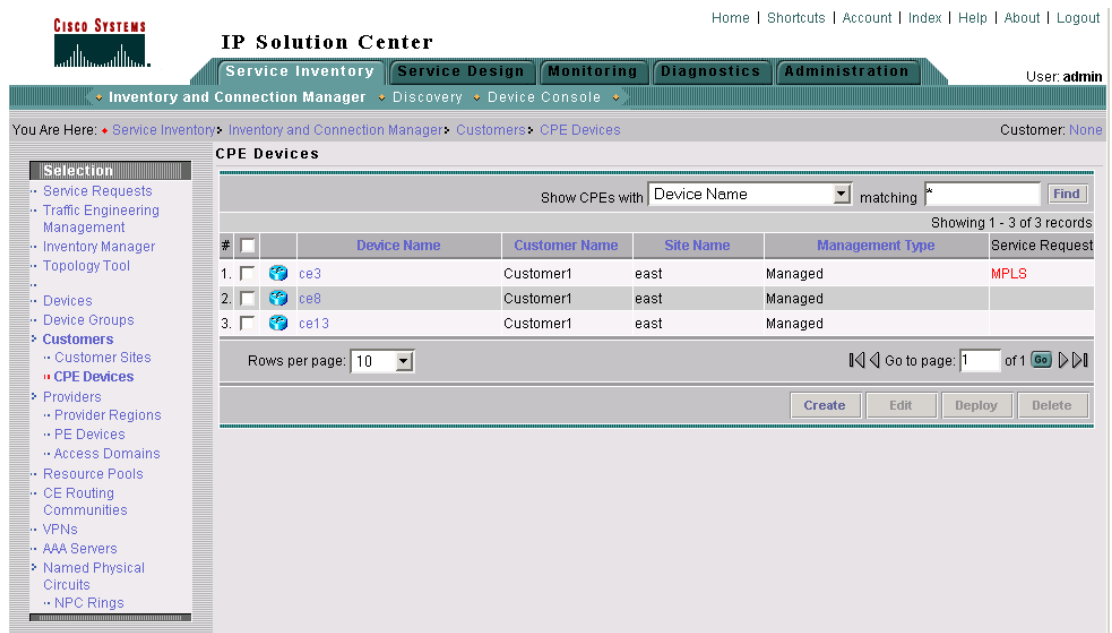 CISCO SYSTEMS
Home | Shortcuts | Account | Index | Help | About | Logout
IP Solution Center
Service Inventory Service Design Monitoring Diagnostics Administration
User: admin
Inventory and Connection Manager Discovery Device Console
You Are Here: Service Inventory Inventory and Connection Manager Customers CPE Devices Customer: None
CPE Devices
Selection
Service Requests
Traffic Engineering
Management
Inventory Manager
Topology Tool
Devices
Device Groups
Customers
Customer Sites
CPE Devices
Providers
Provider Regions
PE Devices
Access Domains
Resource Pools
CE Routing
Communities
VPNs
AAA Servers
Named Physical
Circuits
NPC Rings
Show CPEs with Device Name matching * Find
Showing 1 - 3 of 3 records
# Device Name Customer Name Site Name Management Type Service Request
1. ce3 Customer1 east Managed MPLS
2. ce8 Customer1 east Managed
3. ce13 Customer1 east Managed
Rows per page: 10 Go to page: 1 of 1 Go
Create Edit Deploy Delete